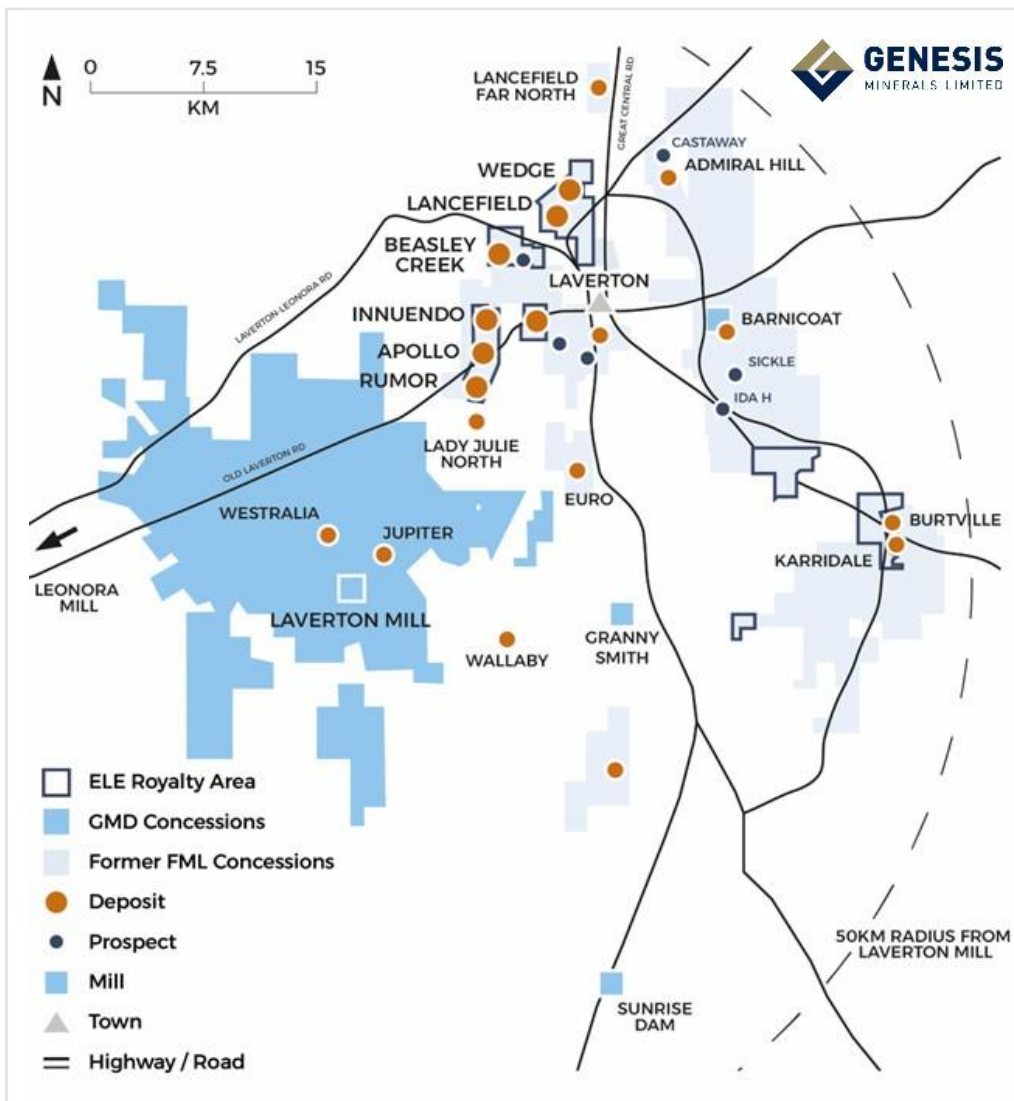 GENESIS
MINERALS LIMITED
N
0 7.5 15
KM
LANCEFIELD
FAR NORTH
GREAT CENTRAL RD
CASTAWAY
ADMIRAL HILL
WEDGE
LANCEFIELD
BEASLEY
CREEK
LAVERTON
LAVERTON-LEONORA RD
INNUENDO
BARNICOAT
APOLLO
SICKLE
RUMOR
IDA H
LADY JULIE
NORTH
OLD LAVERTON RD
EURO
WESTRALIA
JUPITER
BURTVILLE
KARRIDALE
LEONORA
MILL
LAVERTON MILL
GRANNY
SMITH
WALLABY
ELE Royalty Area
GMD Concessions
Former FML Concessions
Deposit
Prospect
Mill
Town
Highway / Road
50KM RADIUS FROM
LAVERTON MILL
SUNRISE
DAM